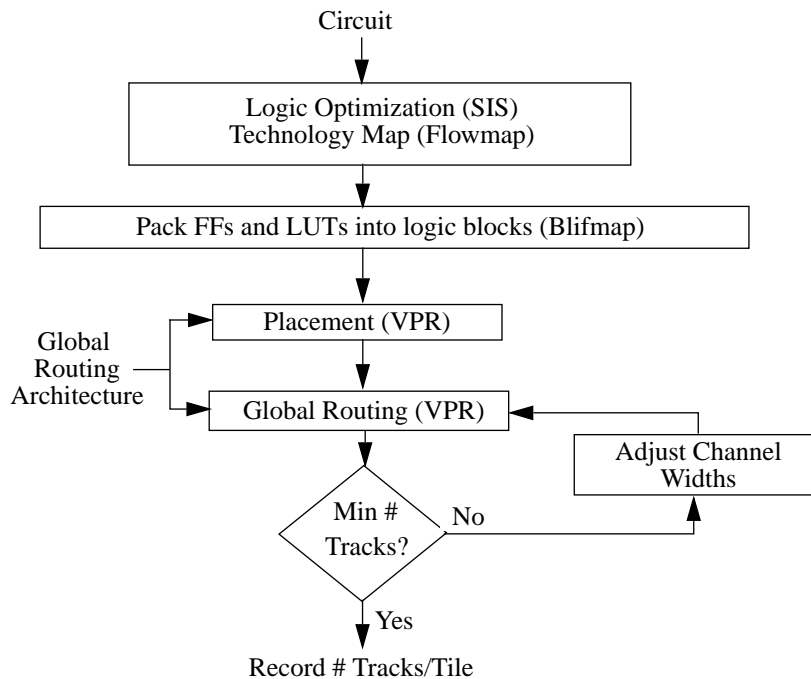 Circuit
Logic Optimization (SIS)
Technology Map (Flowmap)
Pack FFs and LUTs into logic blocks (Blifmap)
Placement (VPR)
Global
Routing
Architecture
Global Routing (VPR)
Adjust Channel
Widths
Min #
Tracks?
No
Yes
Record # Tracks/Tile